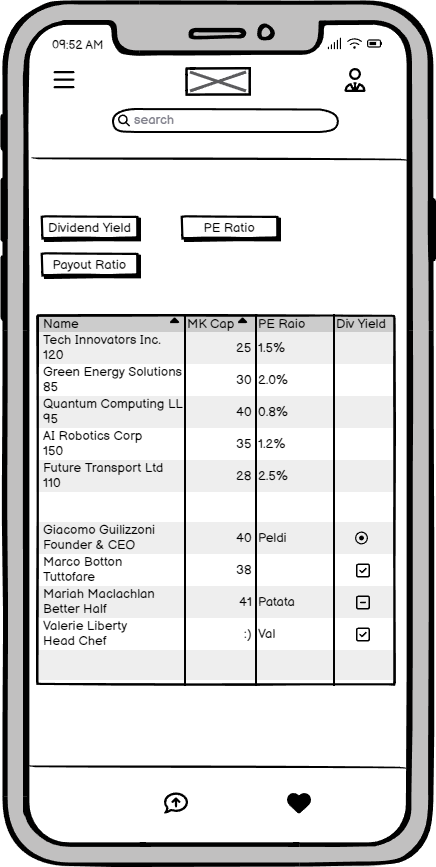 09:52 AM
search
Dividend Yield
PE Ratio
Payout Ratio
Name MK Cap PE Raio Div Yield
Tech Innovators Inc.
120 25 1.5%
Green Energy Solutions
85 30 2.0%
Quantum Computing LL
95 40 0.8%
AI Robotics Corp
150 35 1.2%
Future Transport Ltd
110 28 2.5%
Giacomo Guilizzoni
Founder & CEO 40 Peldi
Marco Botton
Tuttofare 38
Mariah Maclachlan
Better Half 41 Patata
Valerie Liberty
Head Chef :) Val